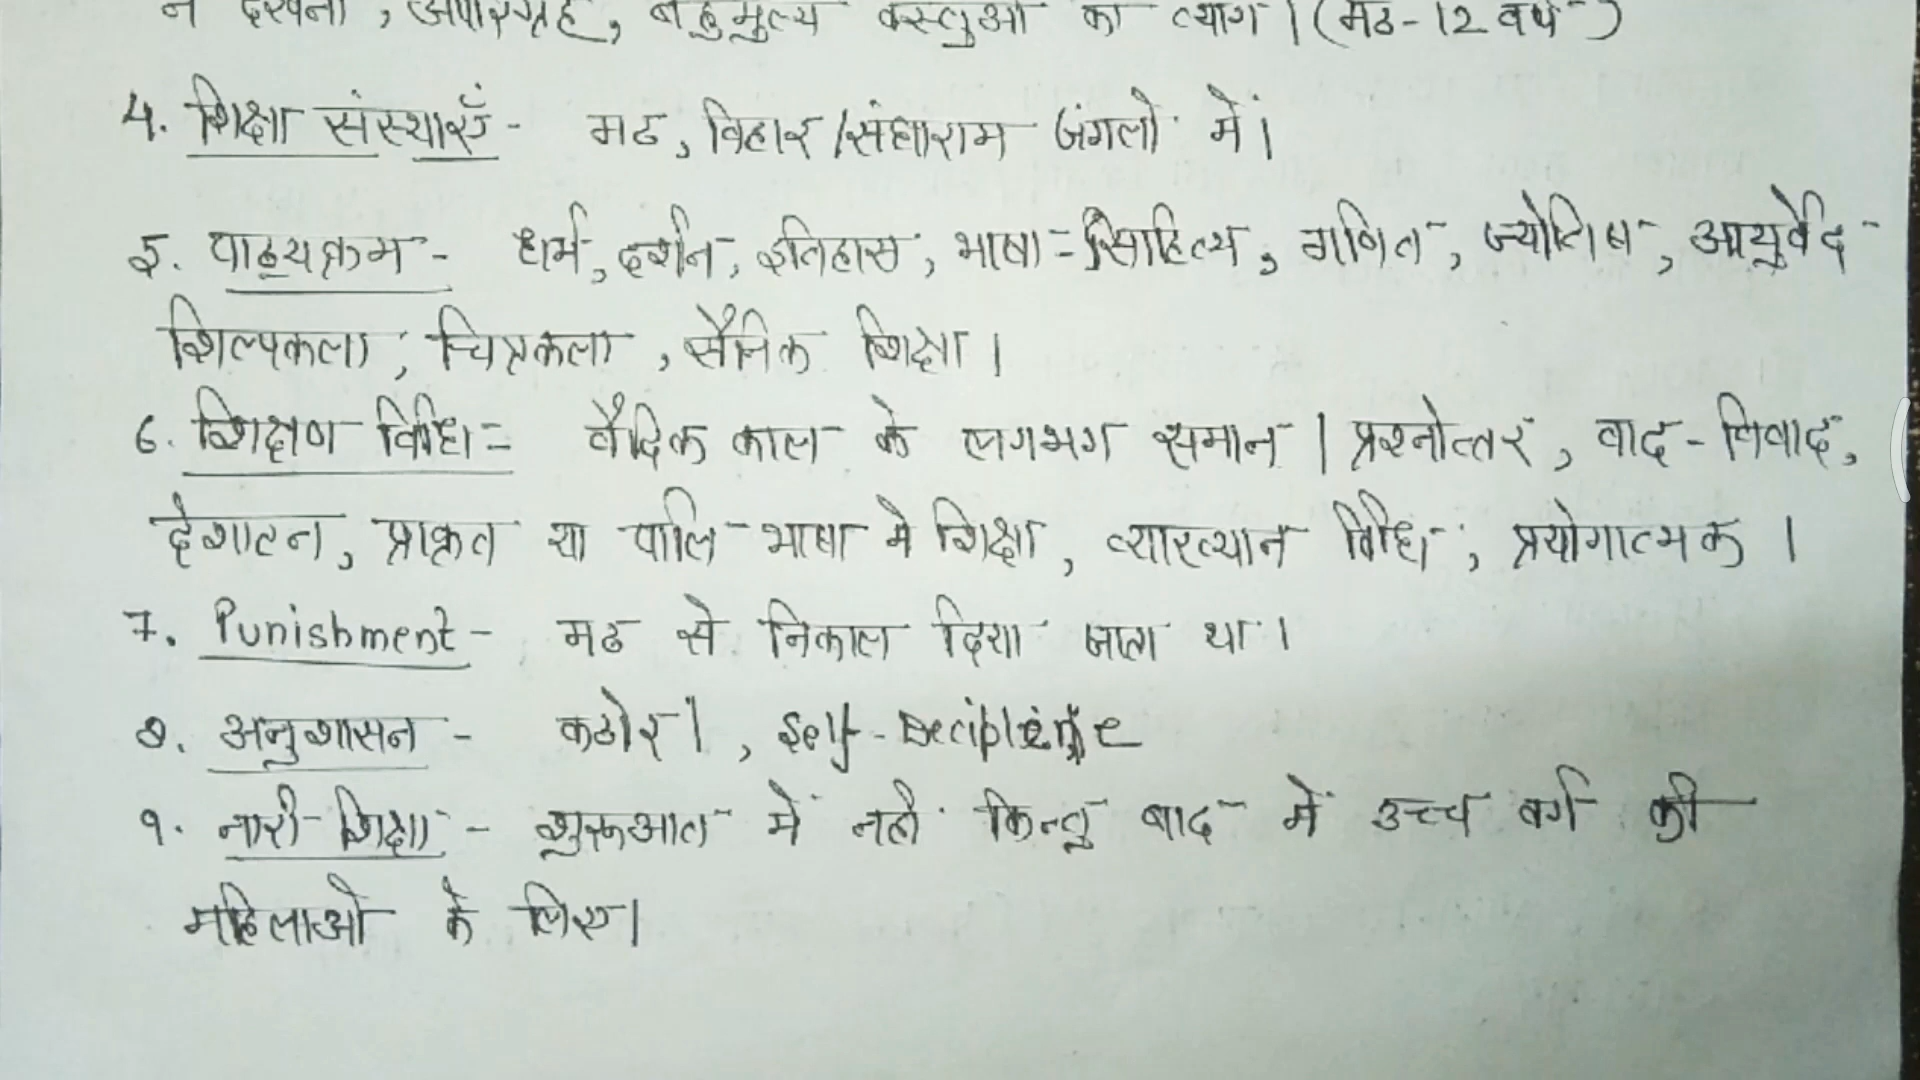 न देखना, अपरिग्रह, बहुमूल्य वस्तुओ का त्याग। (मठ-12 वर्ष)
4. शिक्षा संस्थाएँ - मठ, विहार/संघाराम जंगलो में।
5. पाठ्यक्रम - धर्म, दर्शन, इतिहास, भाषा-साहित्य, गणित, ज्योतिष, आयुर्वेद
शिल्पकला, चित्रकला, सैनिक शिक्षा।
6. शिक्षण विधि- वैदिक काल के लगभग समान। प्रश्नोत्तर, वाद-विवाद,
देशाटन, प्राकृत या पालि भाषा मे शिक्षा, व्याख्यान विधि, प्रयोगात्मक।
7. Punishment - मठ से निकाल दिया जाता था।
8. अनुशासन - कठोर।, Self-
9. नारी शिक्षा - शुरूआत में नही किन्तु बाद में उच्च वर्ग की
महिलाओ के लिए।